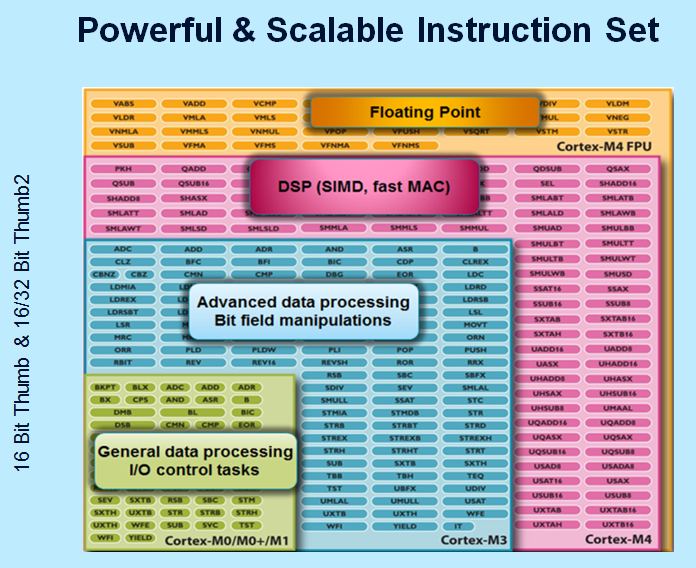 Powerful & Scalable Instruction Set
16 Bit Thumb & 16/32 Bit Thumb2
VABS VADD VCMP VDIV VLDM
Floating Point
VLDR VMLA VMLS VMUL VNEG
VNMLA VMMLS VNMUL VPOP VPUSH VSQRT VSTM VSTR
VSUB VFMA VFMS VFNMA VFNMS
Cortex-M4 FPU
PKH QADD QDSUB QSAX
QSUB QSUB16 SEL SHADD16
DSP (SIMD, fast MAC)
SHADD8 SHASX SMLABT SMLATB
SMLATT SMLAD SMLALD SMLAWB
SMLAWT SMLSD SMLSLD SMMLA SMMLS SMMUL SMUAD SMULBB
ADC ADD ADR AND ASR B SMULBT SMULTT
CLZ BFC BFI BIC CDP CLREX SMULTB SMULWT
CBNZ CBZ CMN CMP DBG EOR LDC SMULWB SMUSD
LDMIA LDRD SSAT16 SSAX
Advanced data processing
Bit field manipulations
LDREX LDRSB SSUB16 SSUB8
LDRSBT LSL SXTAB SXTAB16
LSR MOVT SXTAH SXTB16
MRC ORN UADD16 UADD8
ORR PLD PLDW PLI POP PUSH UASX UHADD16
RBIT REV REV16 REVSH ROR RRX UHADD8 UHASX
RSB SBC SBFX UHSAX UHSUB16
BKPT BLX ADC ADD ADR SDIV SEV SMLAL UHSUB8 UMAAL
BX CPS AND ASR B SMULL SSAT STC UQADD16 UQADD8
DMB BL BIC STMIA STMDB STR UQASX UQSAX
DSB CMN CMP EOR STRB STRBT STRD UQSUB16 UQSUB8
General data processing
I/O control tasks
STREX STREXB STREXH USAD8 USADA8
STRH STRHT STRT USAT16 USAX
SUB SXTB SXTH USUB16 USUB8
TBB TBH TEQ UXTAB UXTAB16
TST UBFX UDIV UXTAH UXTB16
SEV SXTB RSB SBC STM UMLAL UMULL USAT
SXTH UXTB STR STRB STRH UXTB UXTH WFE
UXTH WFE SUB SVC TST WFI YIELD IT
WFI YIELD
Cortex-M0/M0+/M1
Cortex-M3
Cortex-M4